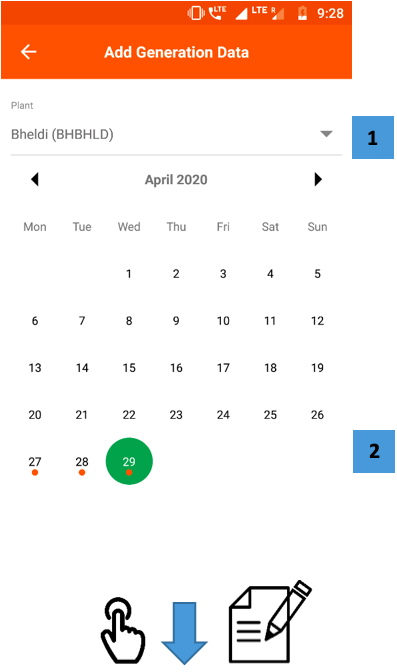 LTE LTE R 9:28
Add Generation Data
Plant
Bheldi (BHBHLD)
1
April 2020
Mon Tue Wed Thu Fri Sat Sun
1 2 3 4 5
6 7 8 9 10 11 12
13 14 15 16 17 18 19
20 21 22 23 24 25 26
2
27 28 29